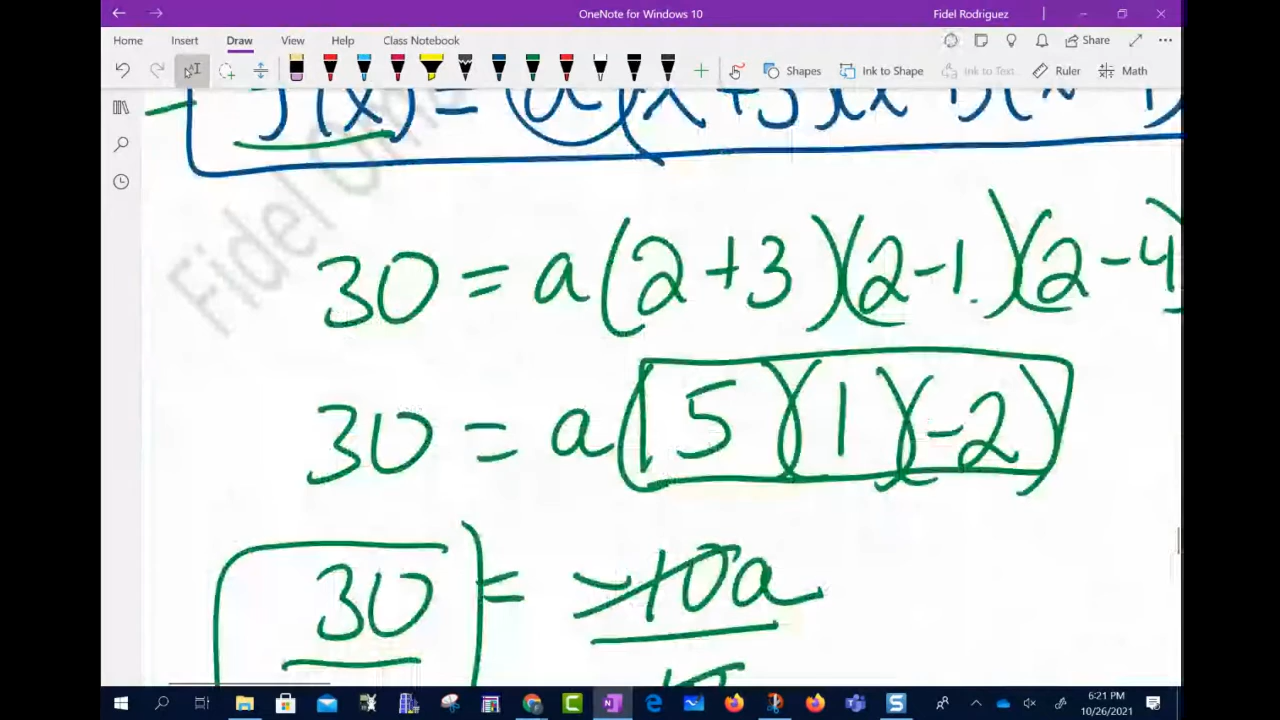 OneNote for Windows 10
Fidel Rodriguez
Home Insert Draw View Help Class Notebook
Share
Shapes Ink to Shape Ink to Text Ruler Math
Fidel
30 = a(2+3)(2-1)(2-4)
30 = a(5)(1)(-2)
30 = -10a
6:21 PM
10/26/2021